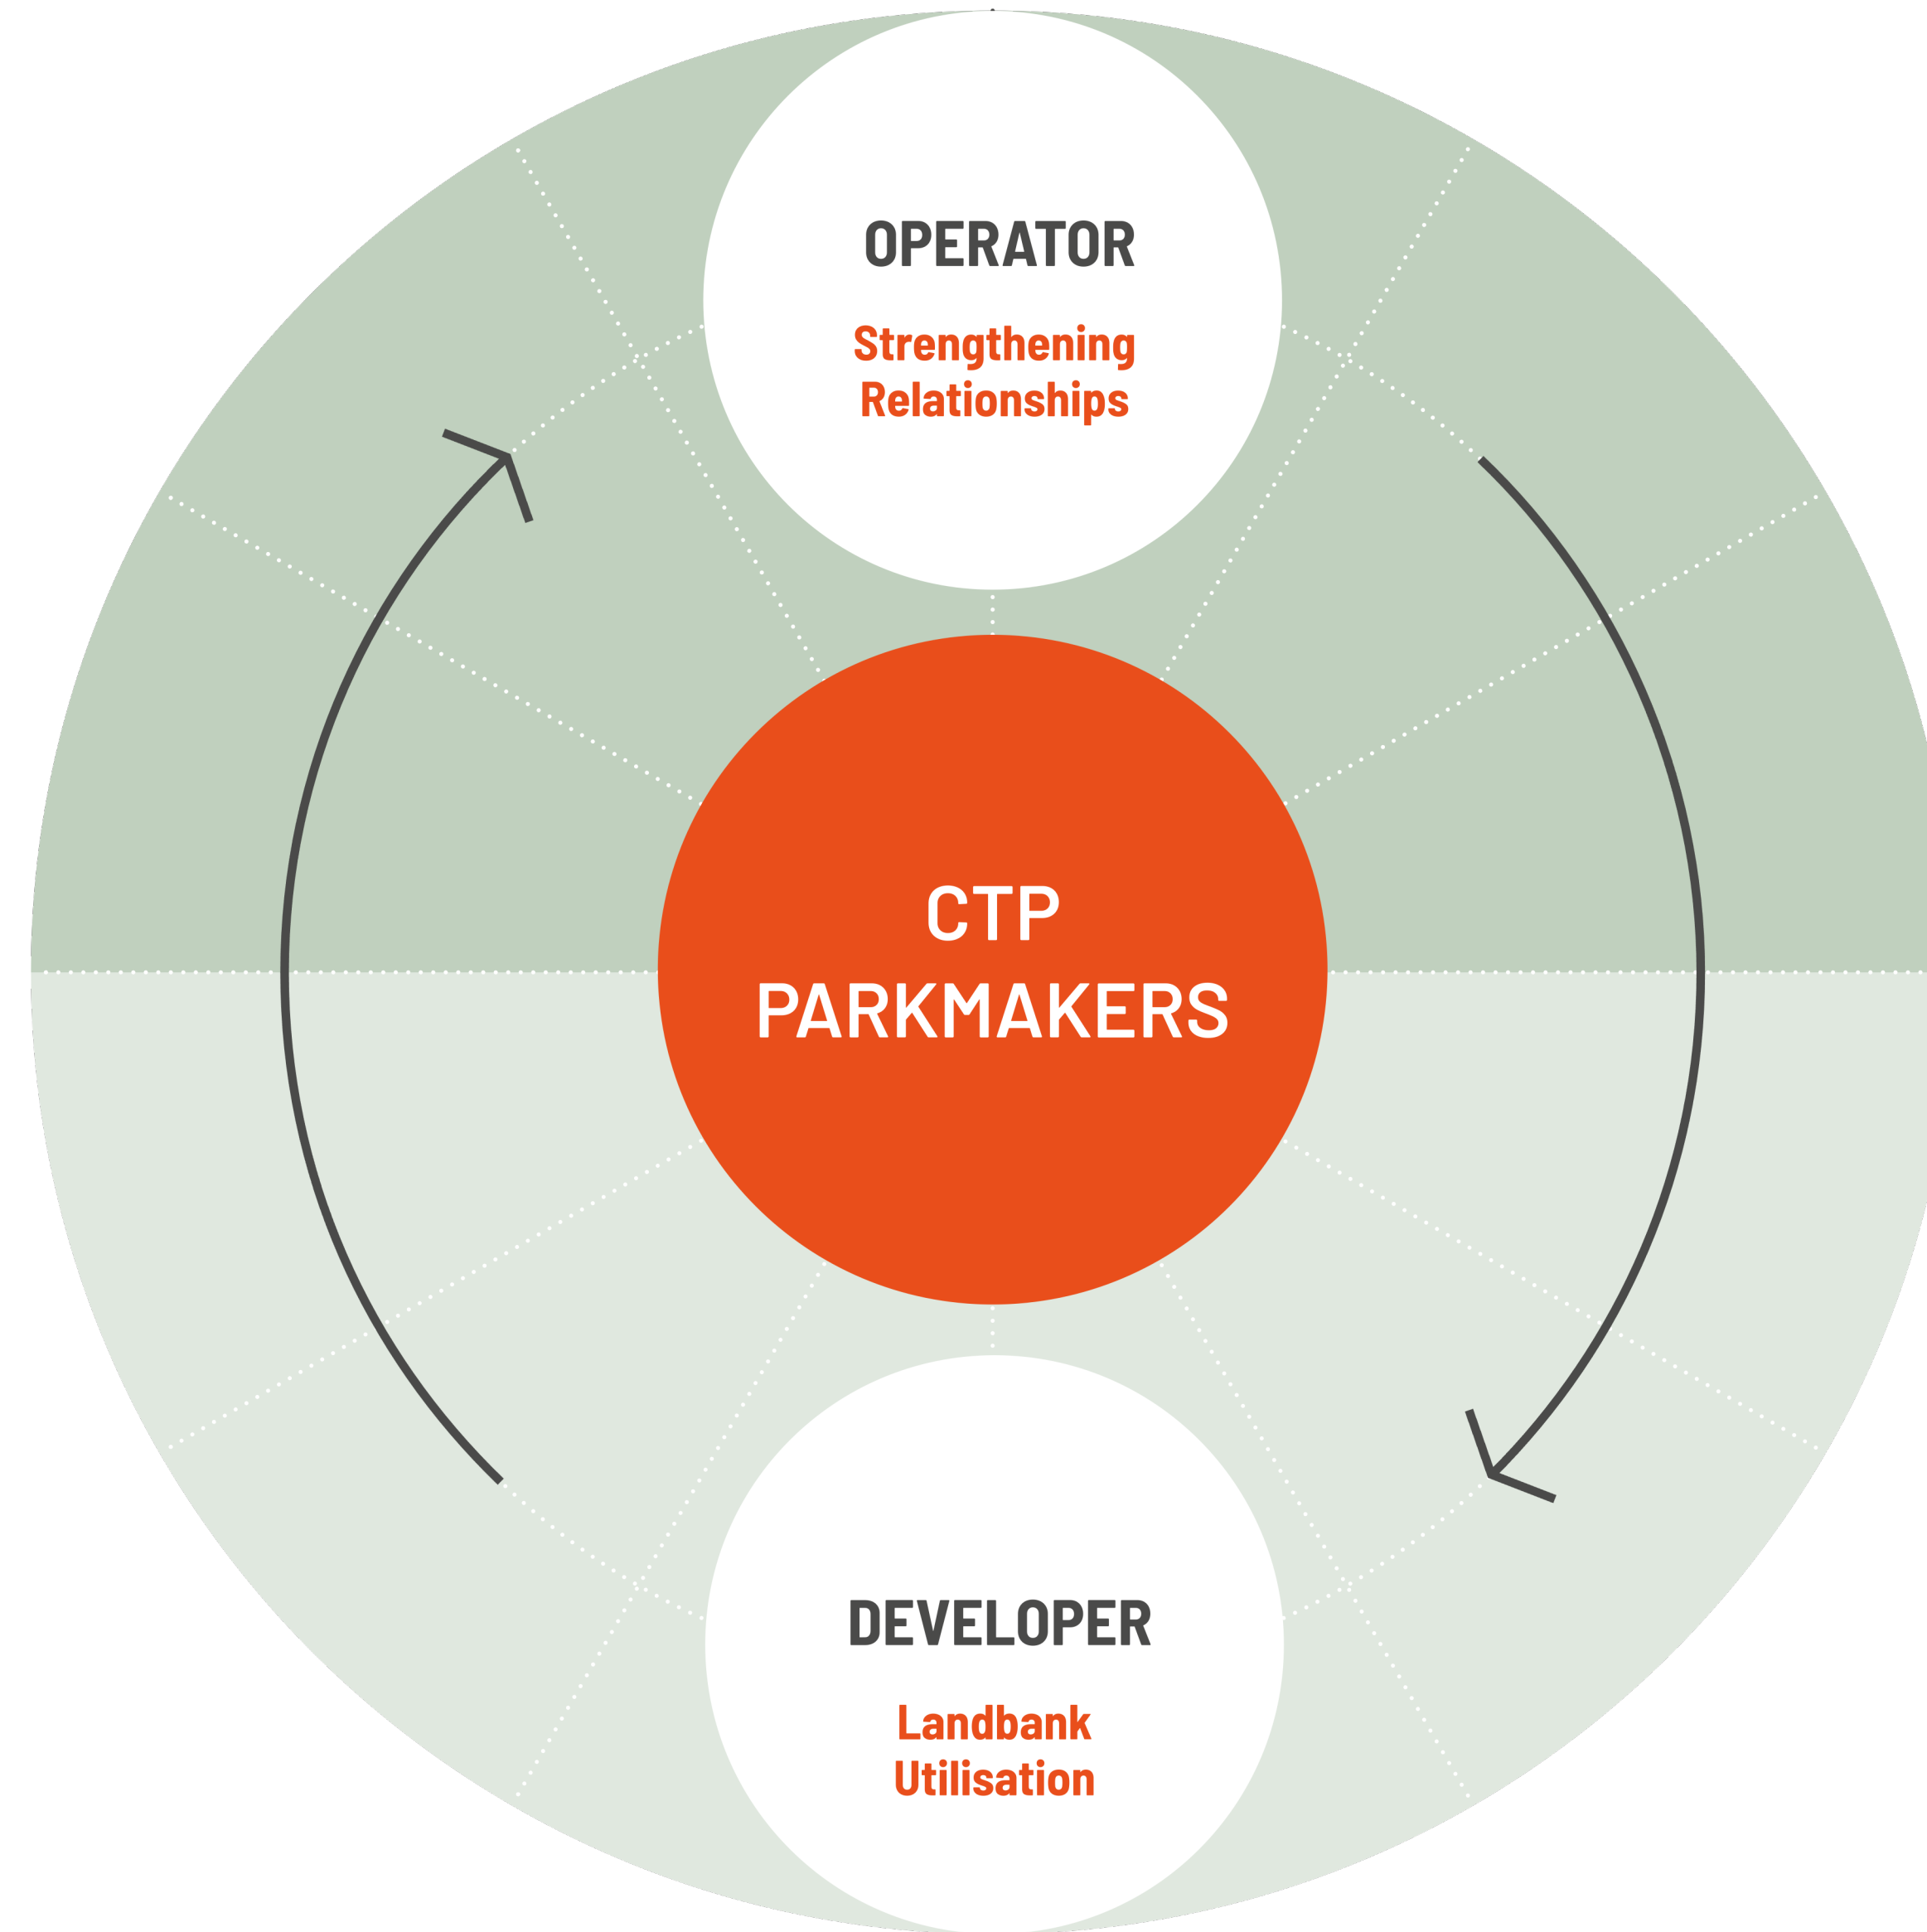 OPERATOR
Strengthening
Relationships
CTP
PARKMAKERS
DEVELOPER
Landbank
Utilisation